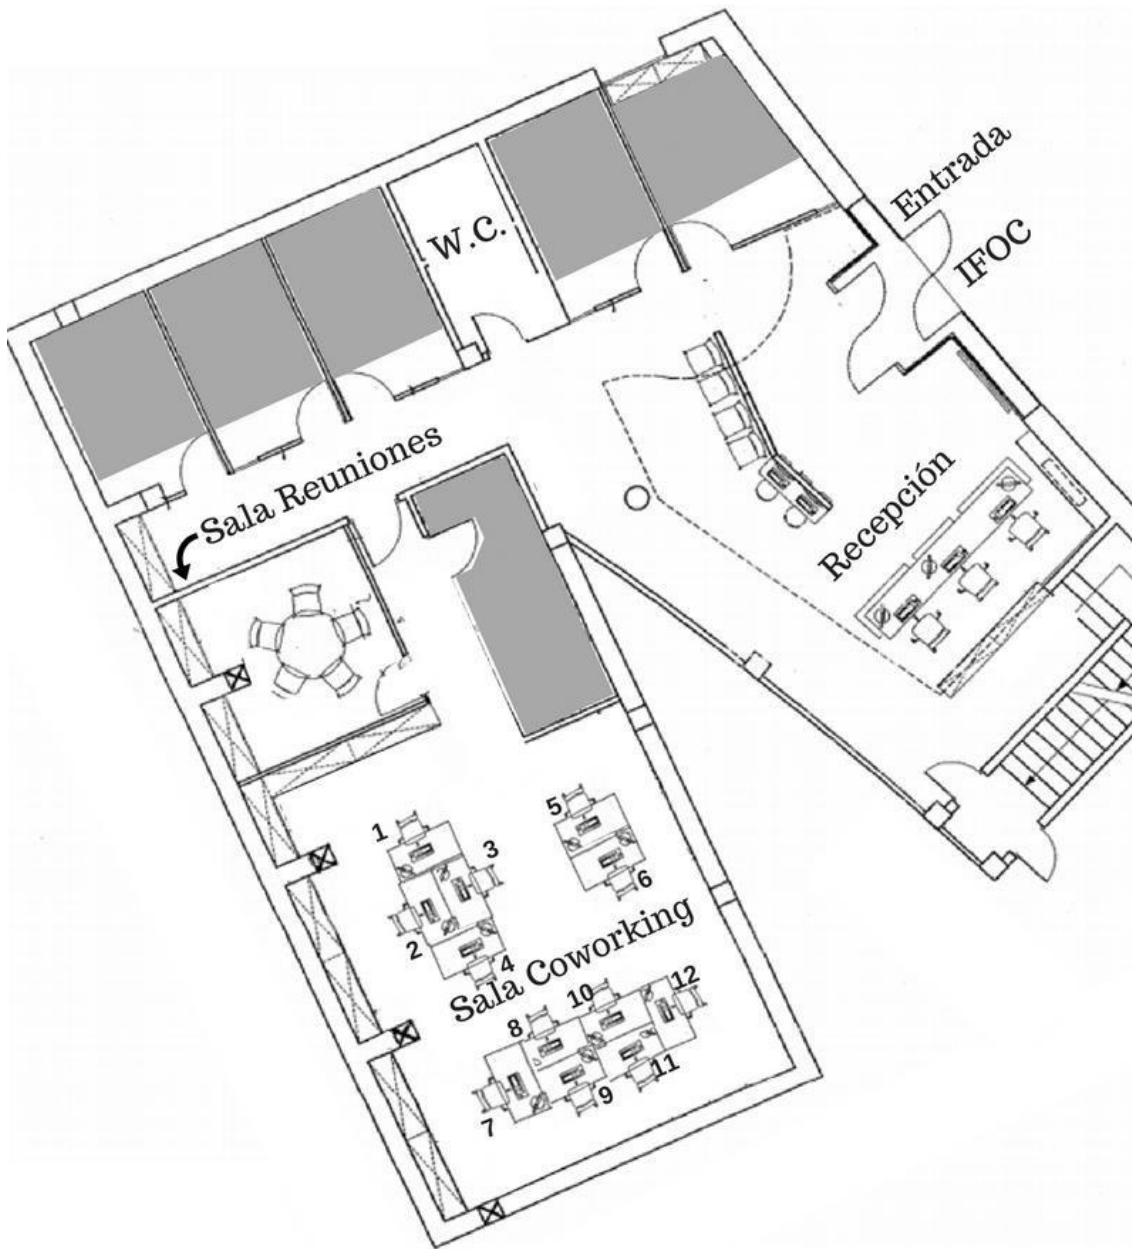 Entrada
IFOC
W.C.
Sala Reuniones
Recepción
1
3
5
2
6
4
Sala Coworking
8
10
12
7
9
11